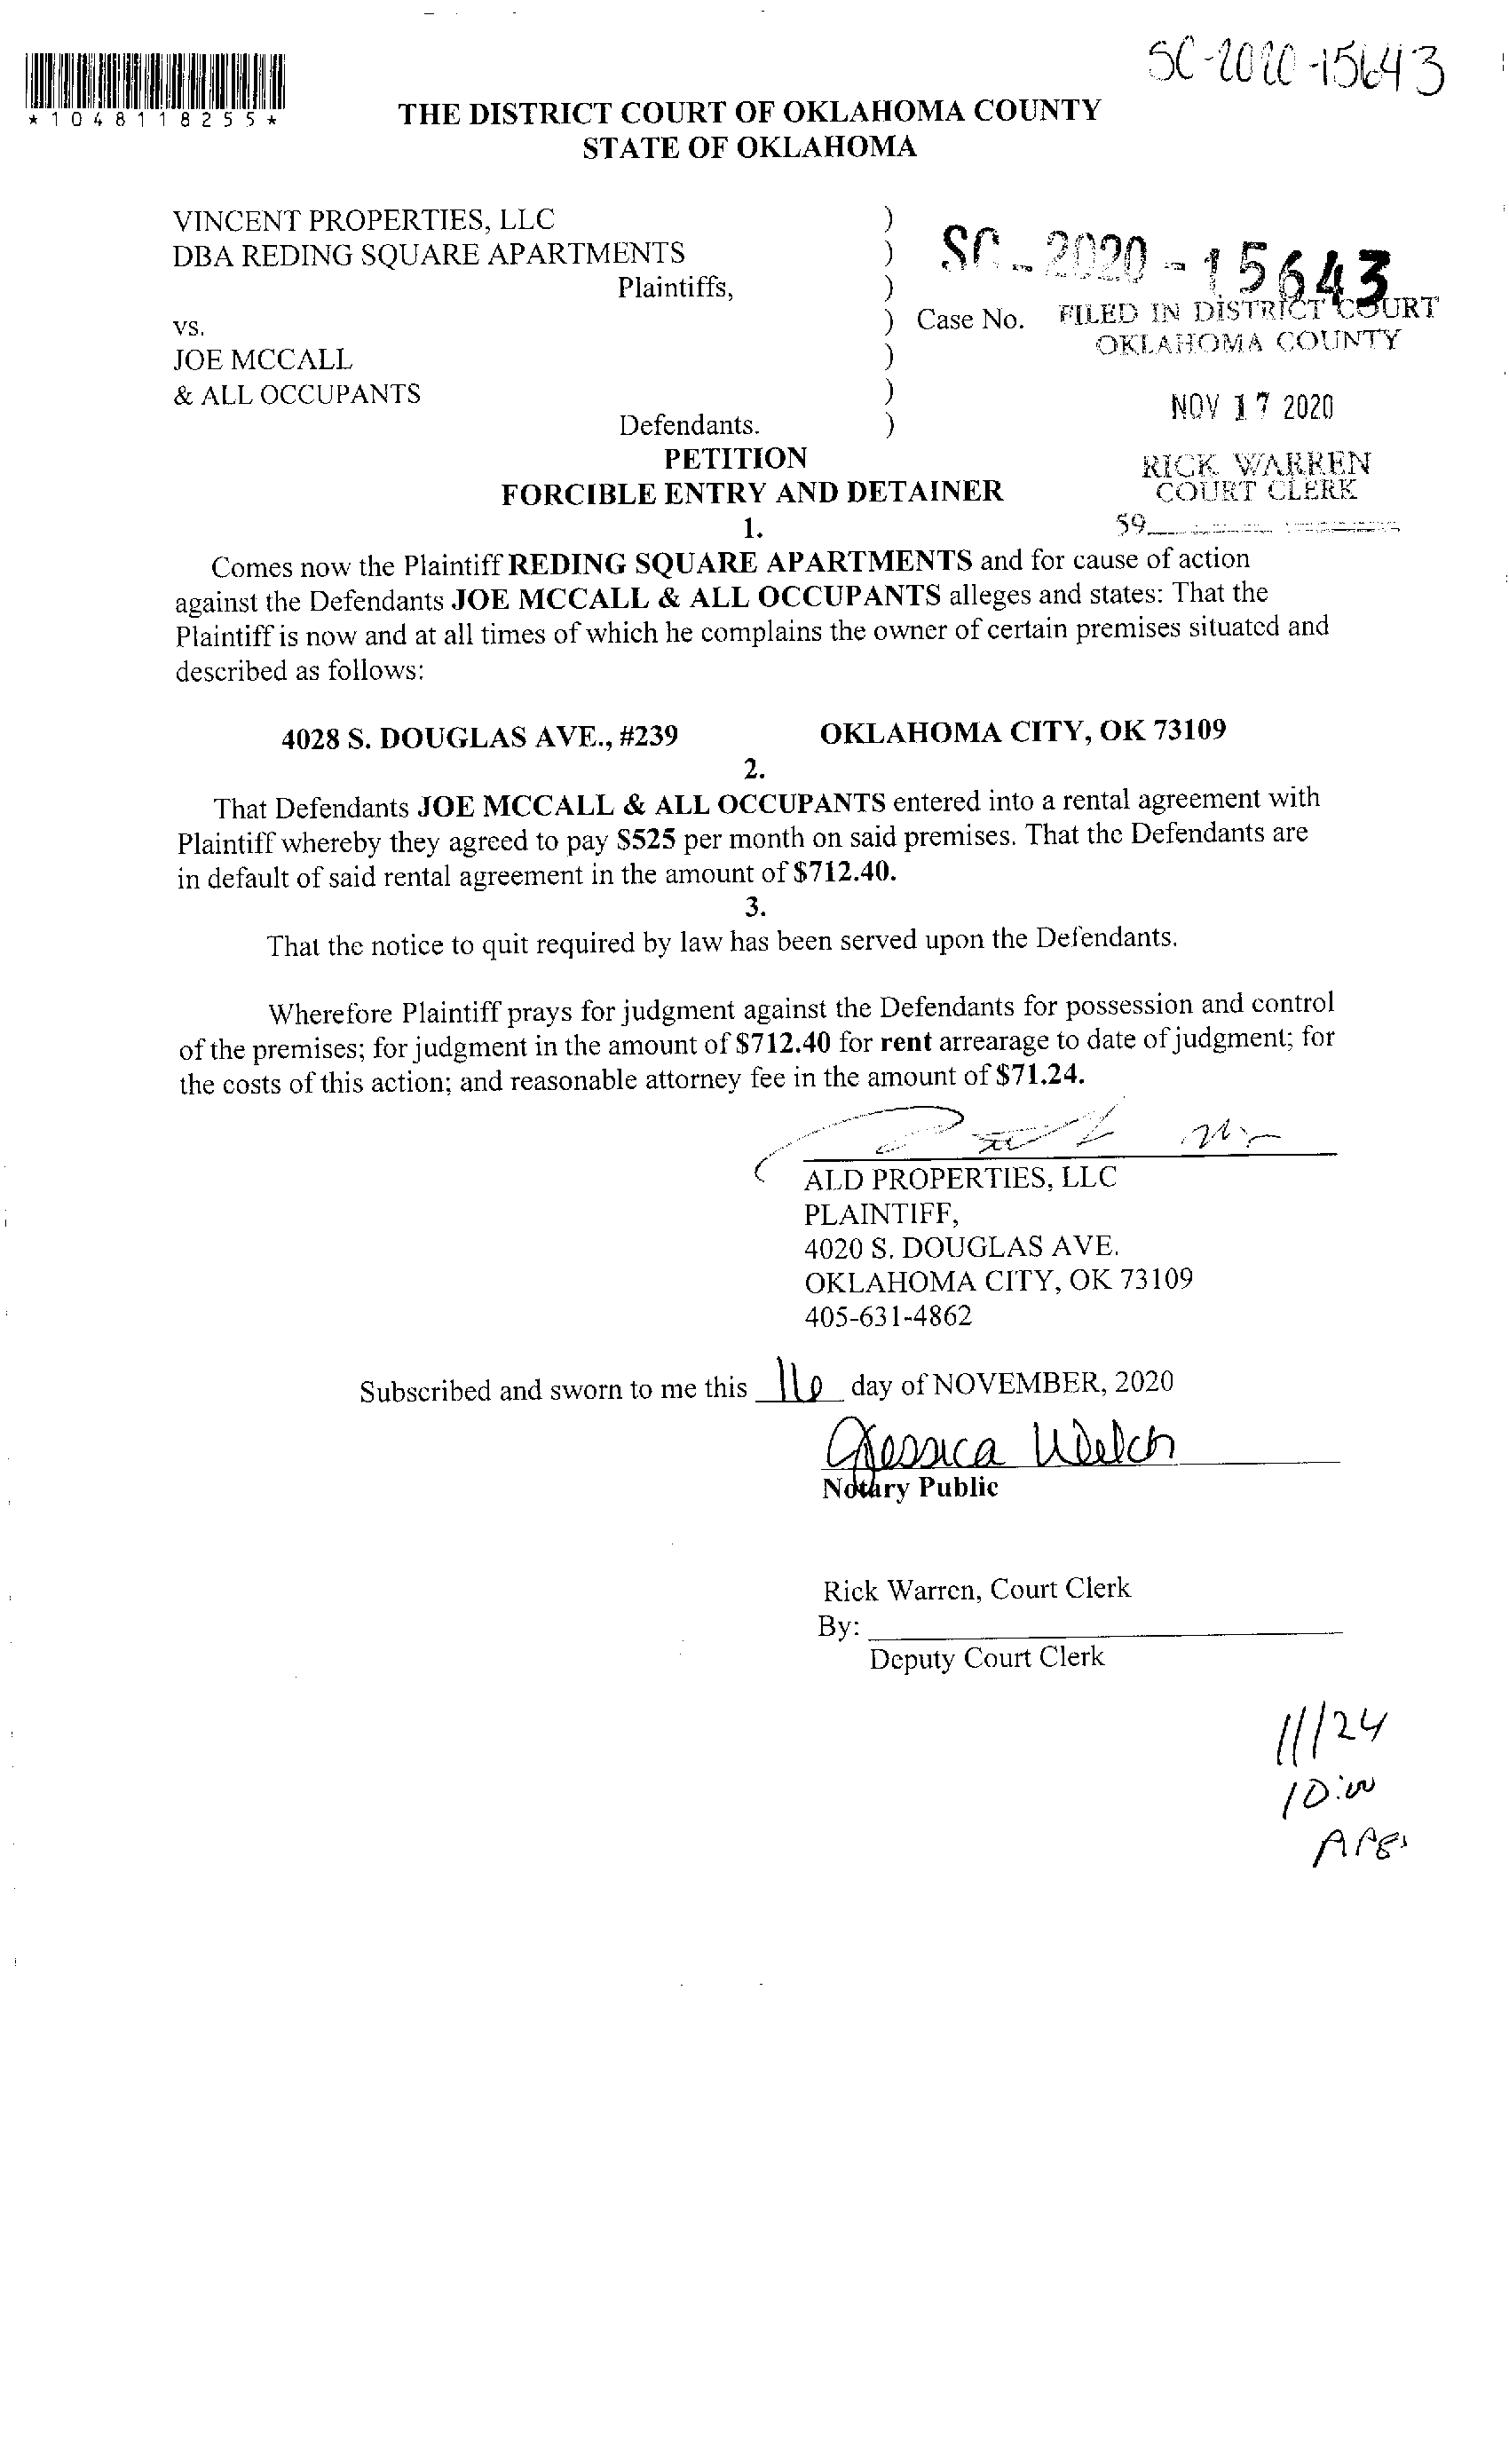 SC-2020-15643
*1048118255*
THE DISTRICT COURT OF OKLAHOMA COUNTY
STATE OF OKLAHOMA
VINCENT PROPERTIES, LLC )
DBA REDING SQUARE APARTMENTS ) SC-2020-15643
Plaintiffs, )
vs. ) Case No. FILED IN DISTRICT COURT
OKLAHOMA COUNTY
JOE MCCALL )
& ALL OCCUPANTS )
NOV 17 2020
Defendants. )
PETITION
RICK WARREN
FORCIBLE ENTRY AND DETAINER
COURT CLERK
1.
59
Comes now the Plaintiff REDING SQUARE APARTMENTS and for cause of action
against the Defendants JOE MCCALL & ALL OCCUPANTS alleges and states: That the
Plaintiff is now and at all times of which he complains the owner of certain premises situated and
described as follows:
4028 S. DOUGLAS AVE., #239 OKLAHOMA CITY, OK 73109
2.
That Defendants JOE MCCALL & ALL OCCUPANTS entered into a rental agreement with
Plaintiff whereby they agreed to pay $525 per month on said premises. That the Defendants are
in default of said rental agreement in the amount of $712.40.
3.
That the notice to quit required by law has been served upon the Defendants.
Wherefore Plaintiff prays for judgment against the Defendants for possession and control
of the premises; for judgment in the amount of $712.40 for rent arrearage to date of judgment; for
the costs of this action; and reasonable attorney fee in the amount of $71.24.
ALD PROPERTIES, LLC
PLAINTIFF,
4020 S. DOUGLAS AVE.
OKLAHOMA CITY, OK 73109
405-631-4862
Subscribed and sworn to me this 16 day of NOVEMBER, 2020
Jessica Welch
Notary Public
Rick Warren, Court Clerk
By:
Deputy Court Clerk
11/24
10:00